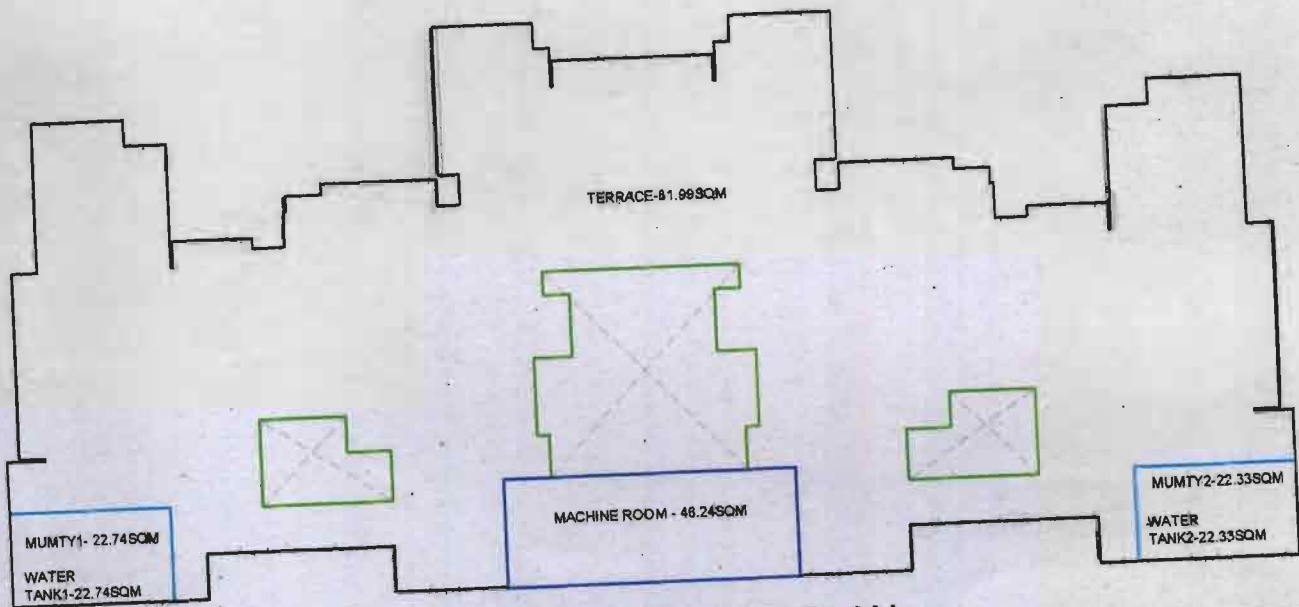 TERRACE-81.99SQM
MACHINE ROOM - 46.24SQM
MUMTY1- 22.74SQM
WATER
TANK1-22.74SQM
MUMTY2-22.33SQM
WATER
TANK2-22.33SQM